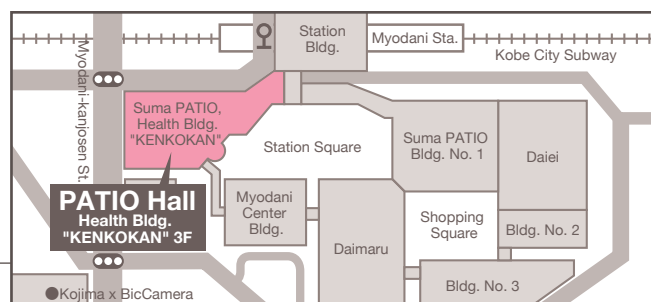 Station
Bldg.
Myodani Sta.
Kobe City Subway
Myodani-kanjosen St.
Suma PATIO,
Health Bldg.
"KENKOKAN"
Station Square
Suma PATIO
Bldg. No. 1
Daiei
PATIO Hall
Health Bldg.
"KENKOKAN" 3F
Myodani
Center
Bldg.
Daimaru
Shopping
Square
Bldg. No. 2
Bldg. No. 3
Kojima x BicCamera